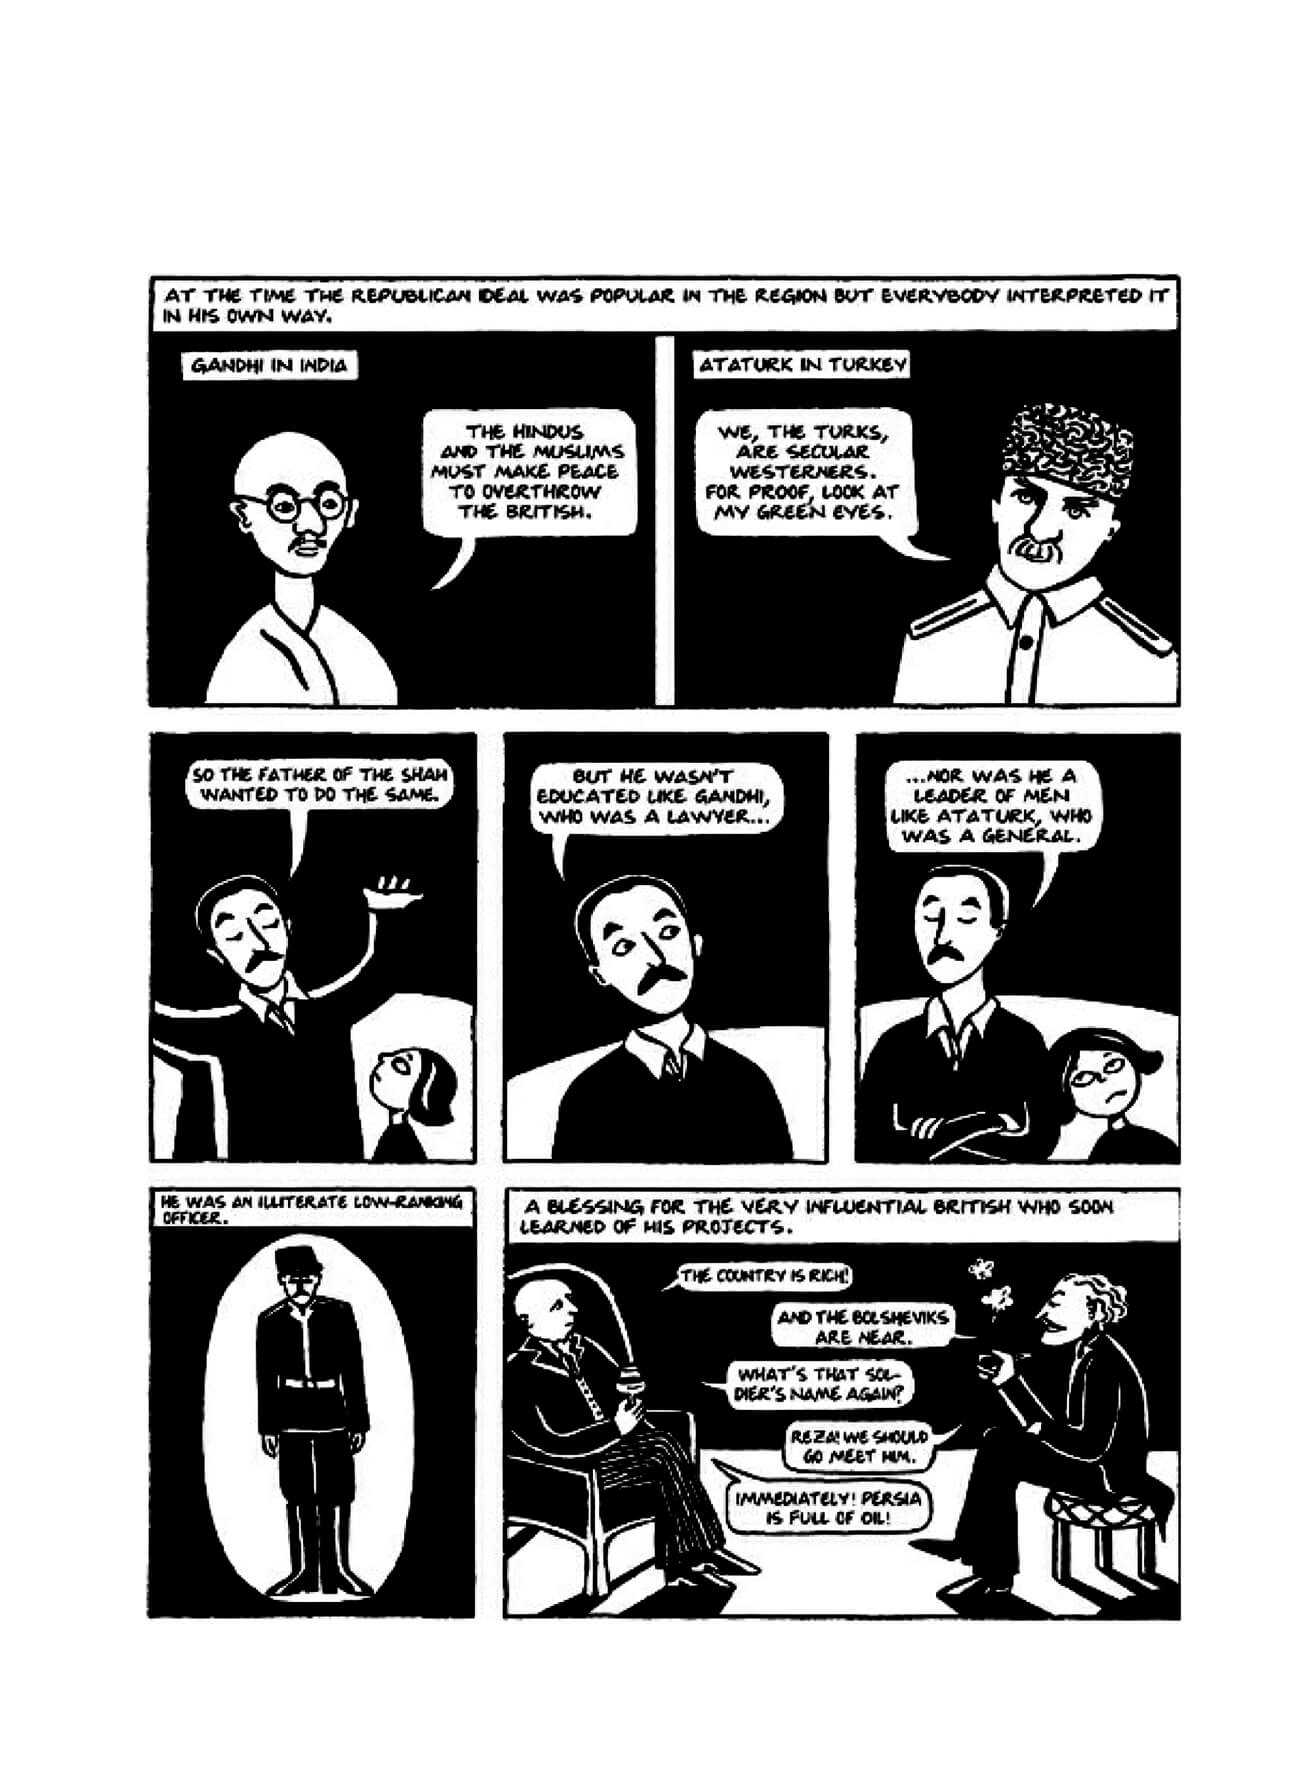 AT THE TIME THE REPUBLICAN IDEAL WAS POPULAR IN THE REGION BUT EVERYBODY INTERPRETED IT
IN HIS OWN WAY.
GANDHI IN INDIA
THE HINDUS
AND THE MUSLIMS
MUST MAKE PEACE
TO OVERTHROW
THE BRITISH.
ATATURK IN TURKEY
WE, THE TURKS,
ARE SECULAR
WESTERNERS.
FOR PROOF, LOOK AT
MY GREEN EYES.
SO THE FATHER OF THE SHAH
WANTED TO DO THE SAME.
BUT HE WASN'T
EDUCATED LIKE GANDHI,
WHO WAS A LAWYER...
...NOR WAS HE A
LEADER OF MEN
LIKE ATATURK, WHO
WAS A GENERAL.
HE WAS AN ILLITERATE LOW-RANKING
OFFICER.
A BLESSING FOR THE VERY INFLUENTIAL BRITISH WHO SOON
LEARNED OF HIS PROJECTS.
THE COUNTRY IS RICH!
AND THE BOLSHEVIKS
ARE NEAR.
WHAT'S THAT SOL-
DIER'S NAME AGAIN?
REZA! WE SHOULD
GO MEET HIM.
IMMEDIATELY! PERSIA
IS FULL OF OIL!